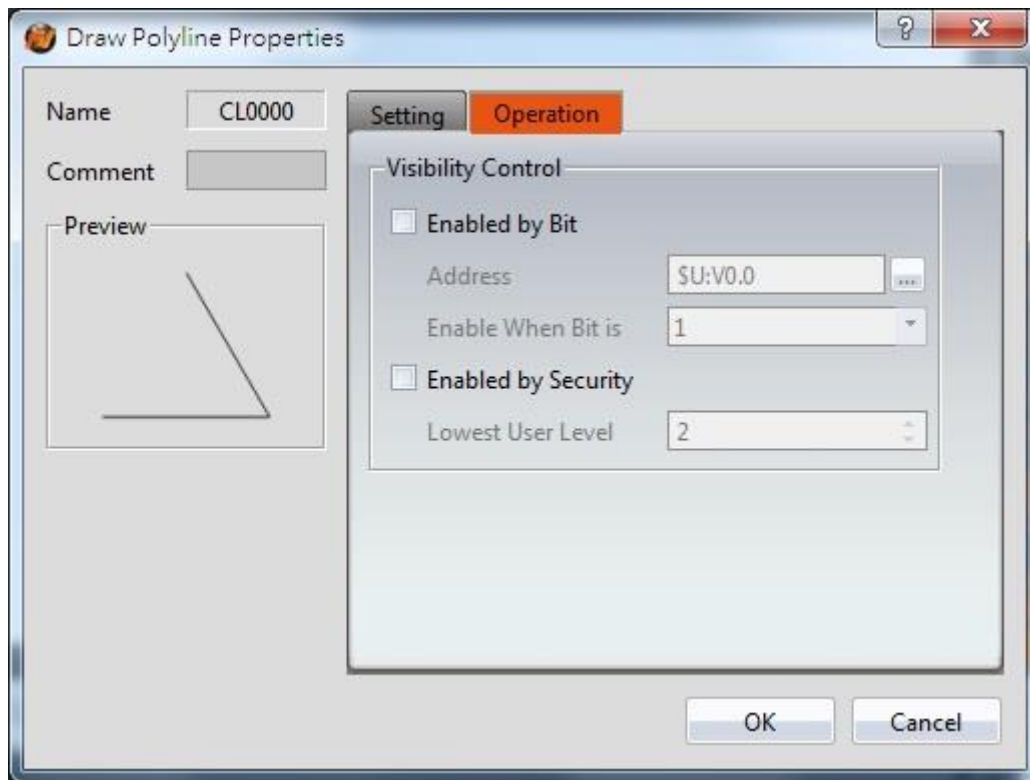 Draw Polyline Properties
?
Name CL0000
Comment
Preview
Setting Operation
Visibility Control
Enabled by Bit
Address $U:V0.0 ...
Enable When Bit is 1
Enabled by Security
Lowest User Level 2
OK Cancel